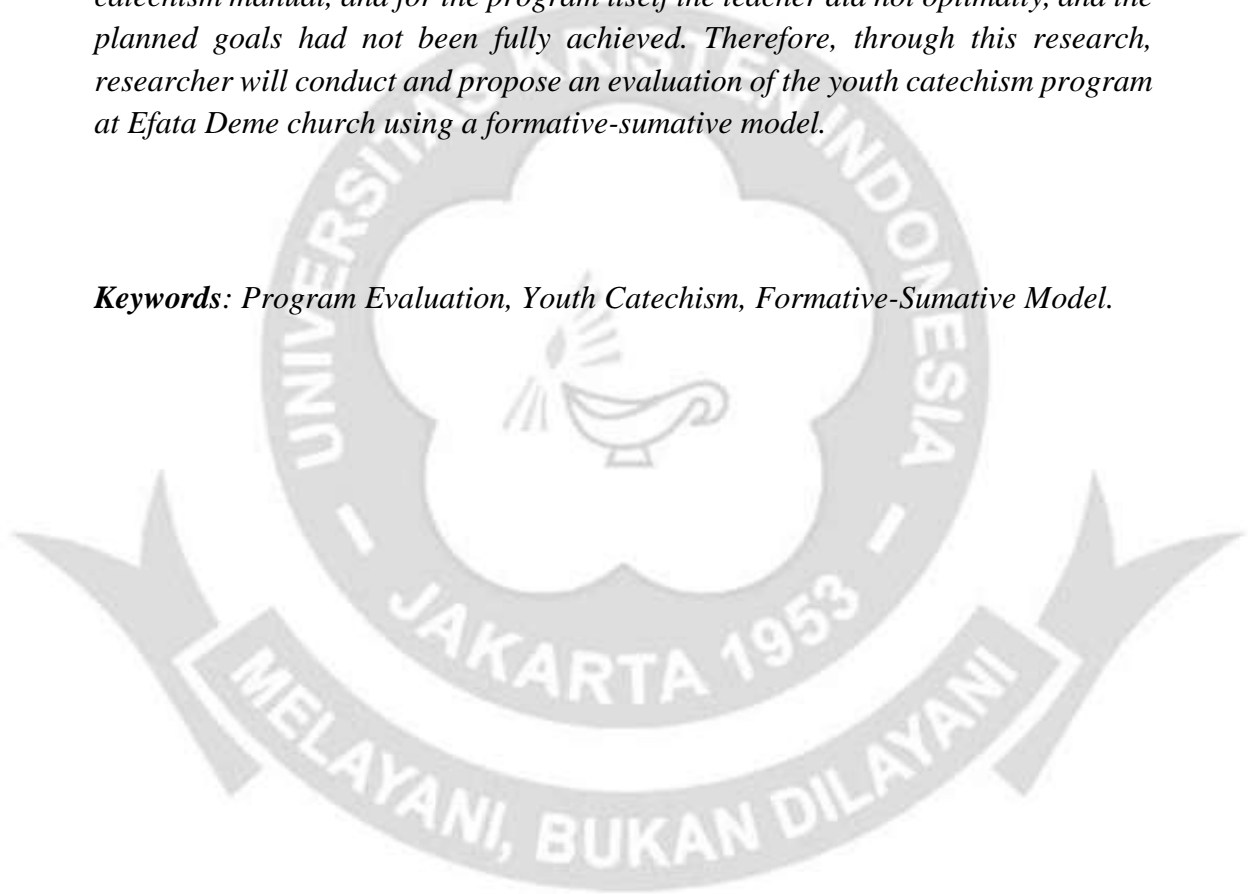 catechism manual, and for the program itself the teacher did not optimally, and the
planned goals had not been fully achieved. Therefore, through this research,
researcher will conduct and propose an evaluation of the youth catechism program
at Efata Deme church using a formative-sumative model.
Keywords: Program Evaluation, Youth Catechism, Formative-Sumative Model.
UNIVERSITAS KRISTEN INDONESIA
- JAKARTA 1953 -
MELAYANI, BUKAN DILAYANI